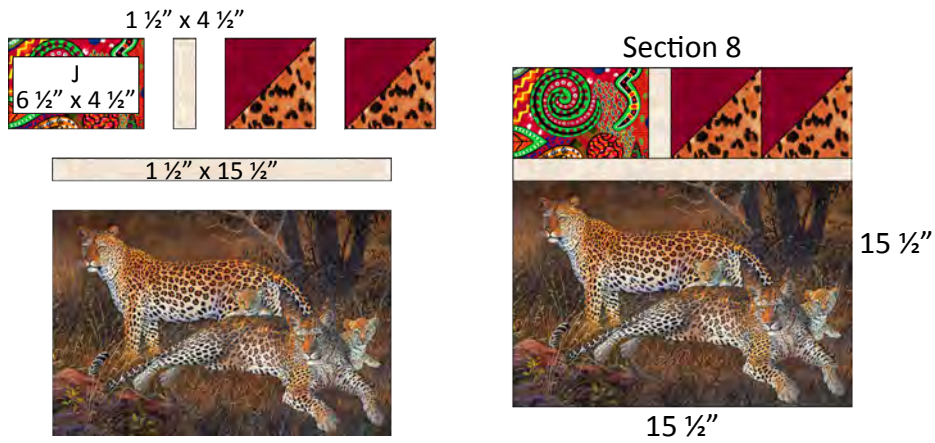 1 ½” x 4 ½”
J
6 ½” x 4 ½”
1 ½” x 15 ½”
Section 8
15 ½”
15 ½”